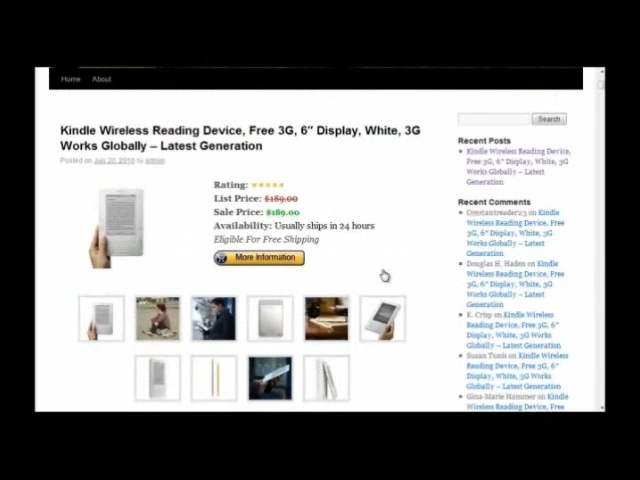 Home About
Kindle Wireless Reading Device, Free 3G, 6" Display, White, 3G
Works Globally – Latest Generation
Posted on July 20, 2010 by admin
Rating:
List Price: $189.00
Sale Price: $189.00
Availability: Usually ships in 24 hours
Eligible For Free Shipping
More Information
Search
Recent Posts
Kindle Wireless Reading Device,
Free 3G, 6" Display, White, 3G
Works Globally – Latest
Generation
Recent Comments
Constantreader23 on Kindle
Wireless Reading Device, Free
3G, 6" Display, White, 3G
Works Globally – Latest
Generation
Douglas H. Haden on Kindle
Wireless Reading Device, Free
3G, 6" Display, White, 3G
Works Globally – Latest
Generation
K. Crisp on Kindle Wireless
Reading Device, Free 3G, 6"
Display, White, 3G Works
Globally – Latest Generation
Susan Tunis on Kindle Wireless
Reading Device, Free 3G, 6"
Display, White, 3G Works
Globally – Latest Generation
Gina-Marie Hammer on Kindle
Wireless Reading Device, Free